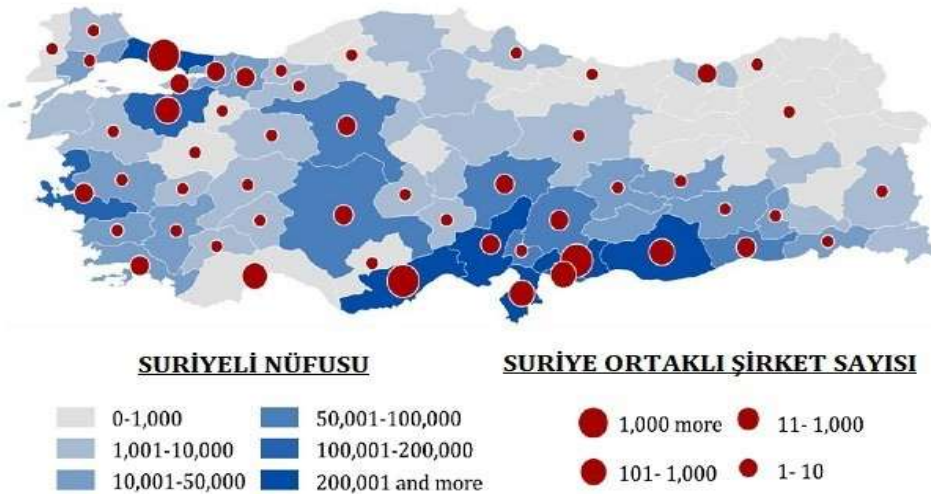 SURİYELİ NÜFUSU
0-1,000
1,001-10,000
10,001-50,000
50,001-100,000
100,001-200,000
200,001 and more
SURİYE ORTAKLI ŞİRKET SAYISI
1,000 more
101- 1,000
11- 1,000
1- 10